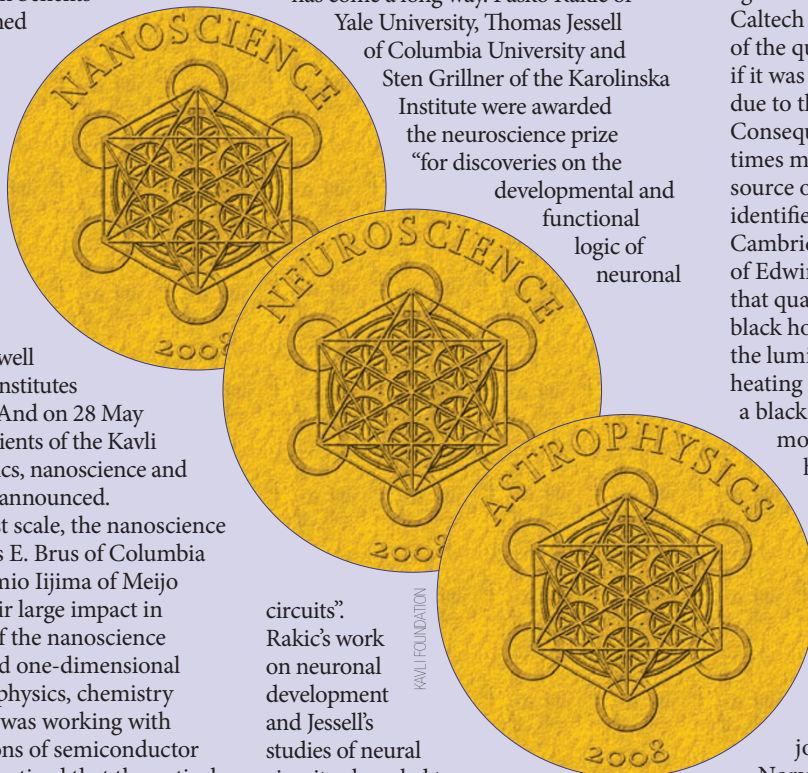 benefits
ned
well
nstitutes
And on 28 May
ients of the Kavli
cs, nanoscience and
announced.
st scale, the nanoscience
s E. Brus of Columbia
mio Iijima of Meijo
ir large impact in
f the nanoscience
d one-dimensional
physics, chemistry
was working with
ons of semiconductor
has come a long way. Pasko Rakic of
Yale University, Thomas Jessell
of Columbia University and
Sten Grillner of the Karolinska
Institute were awarded
the neuroscience prize
“for discoveries on the
developmental and
functional
logic of
neuronal
circuits”.
Rakic’s work
on neuronal
development
and Jessell’s
studies of neural
NANOSCIENCE
2008
NEUROSCIENCE
2008
ASTROPHYSICS
2008
KAVLI FOUNDATION
Caltech
of the qu
if it was
due to th
Consequ
times m
source o
identifie
Cambrid
of Edwin
that qua
black ho
the lumi
heating
a black
mo
h
jo